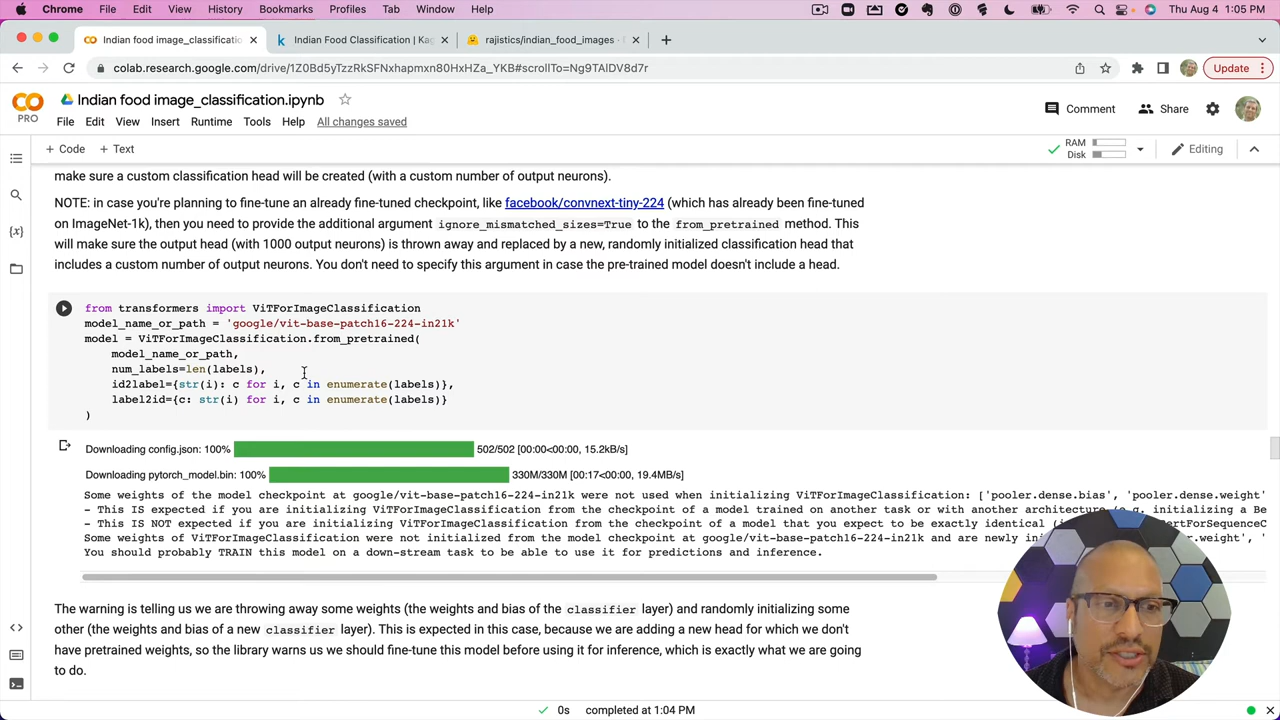 Chrome File Edit View History Bookmarks Profiles Tab Window Help Thu Aug 4 1:05 PM
Indian food image_classificatio Indian Food Classification | Ka rajistics/indian_food_images ·
colab.research.google.com/drive/1Z0Bd5yTzzRkSFNxhapmxn80HxHZa_YKB#scrollTo=Ng9TAlDV8d7r Update
CO Indian food image_classification.ipynb Comment Share
PRO File Edit View Insert Runtime Tools Help All changes saved
+ Code + Text RAM Disk Editing
make sure a custom classification head will be created (with a custom number of output neurons).
NOTE: in case you're planning to fine-tune an already fine-tuned checkpoint, like facebook/convnext-tiny-224 (which has already been fine-tuned
on ImageNet-1k), then you need to provide the additional argument ignore_mismatched_sizes=True to the from_pretrained method. This
will make sure the output head (with 1000 output neurons) is thrown away and replaced by a new, randomly initialized classification head that
includes a custom number of output neurons. You don't need to specify this argument in case the pre-trained model doesn't include a head.
from transformers import ViTForImageClassification
model_name_or_path = 'google/vit-base-patch16-224-in21k'
model = ViTForImageClassification.from_pretrained(
model_name_or_path,
num_labels=len(labels),
id2label={str(i): c for i, c in enumerate(labels)},
label2id={c: str(i) for i, c in enumerate(labels)}
)
Downloading config.json: 100% 502/502 [00:00<00:00, 15.2kB/s]
Downloading pytorch_model.bin: 100% 330M/330M [00:17<00:00, 19.4MB/s]
Some weights of the model checkpoint at google/vit-base-patch16-224-in21k were not used when initializing ViTForImageClassification: ['pooler.dense.bias', 'pooler.dense.weight'
- This IS expected if you are initializing ViTForImageClassification from the checkpoint of a model trained on another task or with another architecture (e.g. initializing a Be
- This IS NOT expected if you are initializing ViTForImageClassification from the checkpoint of a model that you expect to be exactly identical ertForSequenceC
Some weights of ViTForImageClassification were not initialized from the model checkpoint at google/vit-base-patch16-224-in21k and are newly ini er.weight', '
You should probably TRAIN this model on a down-stream task to be able to use it for predictions and inference.
The warning is telling us we are throwing away some weights (the weights and bias of the classifier layer) and randomly initializing some
other (the weights and bias of a new classifier layer). This is expected in this case, because we are adding a new head for which we don't
have pretrained weights, so the library warns us we should fine-tune this model before using it for inference, which is exactly what we are going
to do.
0s completed at 1:04 PM